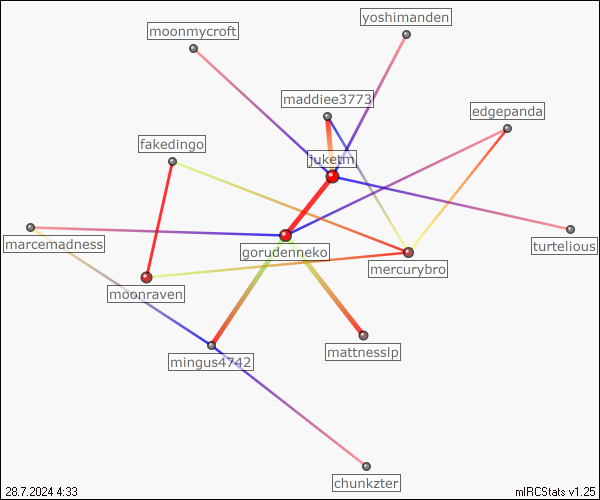 yoshimanden
moonmycroft
maddiee3773
edgepanda
fakedingo
juketm
marcemadness
gorudenneko
turtelious
mercurybro
moonraven
mattnesslp
mingus4742
chunkzter
28.7.2024 4:33
mIRCStats v1.25